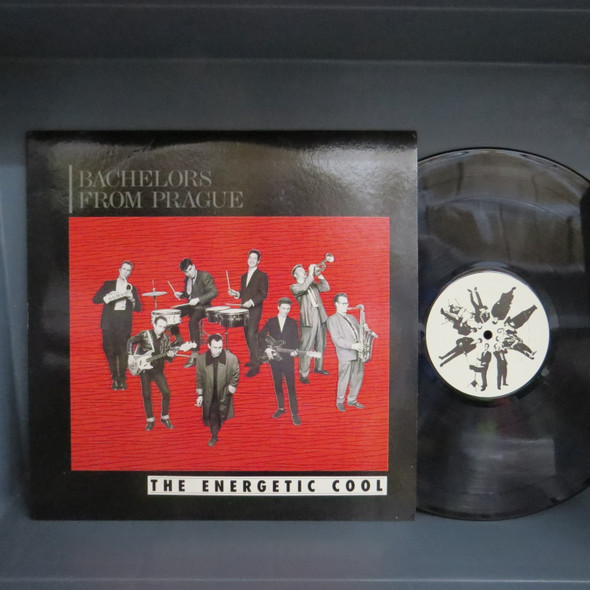 BACHELORS
FROM PRAGUE
THE ENERGETIC COOL